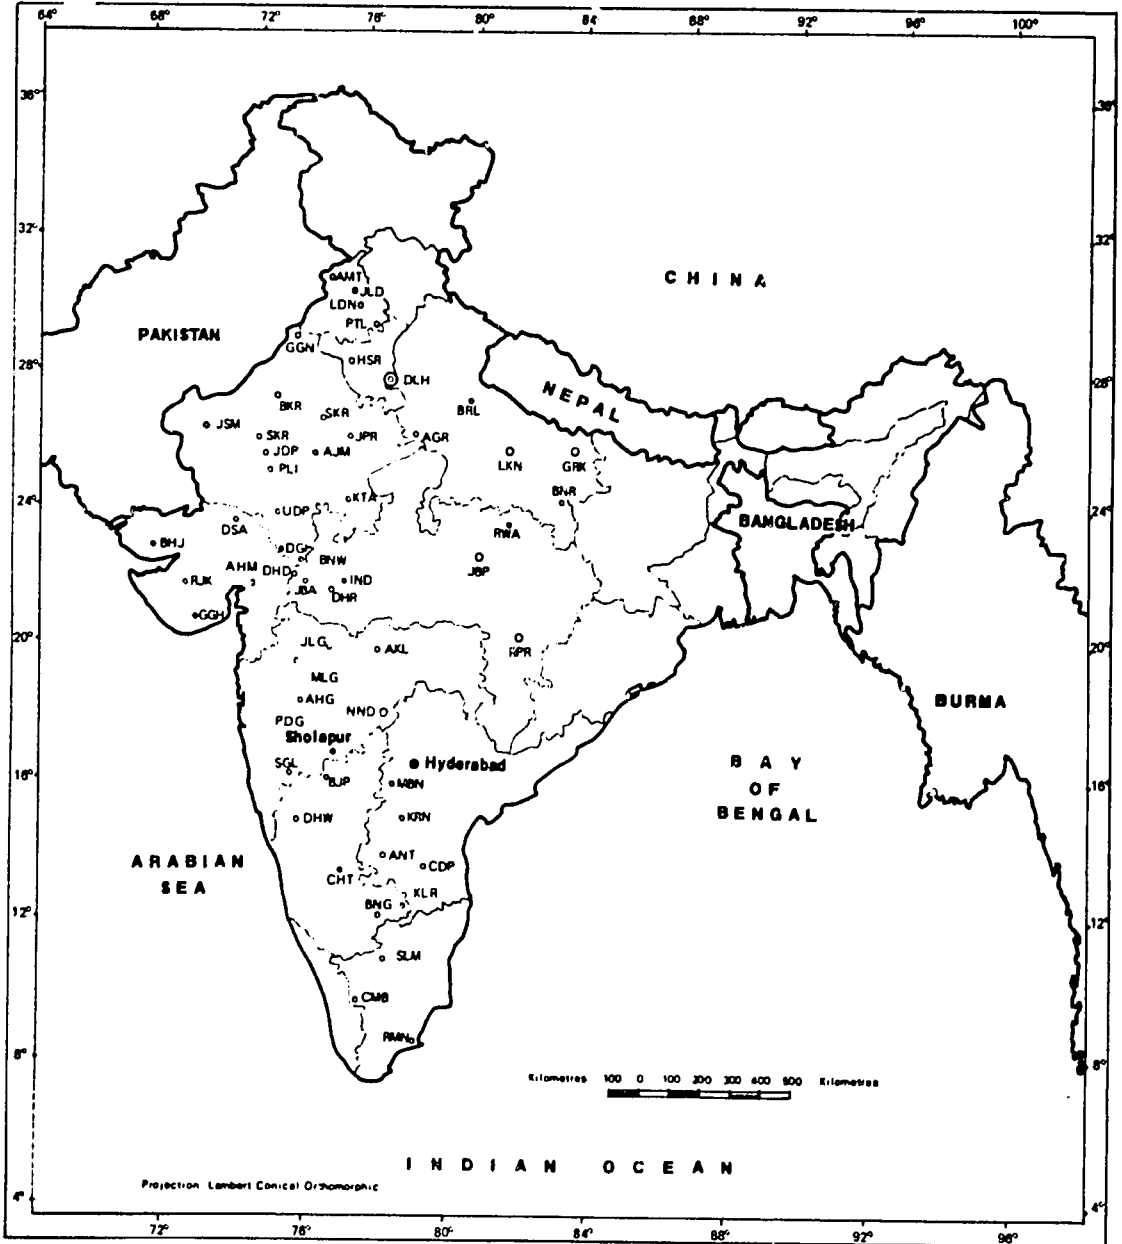 64° 68° 72° 76° 80° 84° 88° 92° 96° 100°
36° 36°
32° 32°
CHINA
AMT
JLD
LDN
PTL
PAKISTAN
GGN
HSR
28° 28°
DLH
NEPAL
BKR
SKR
BRL
JSM
SKR JPR AGR
JDP AJM
PLI
LKN GRK
24° KTA BNR 24°
UDP
DSA
RWA
BANGLADESH
BHJ
DGR
BNW
AHM DHD
JBP
RJK
JBA IND
DHR
GGH
20° JLG AKL 20°
RPR
MLG
AHG
NND
BURMA
PDG
Sholapur
SGL
Hyderabad
BAY
16° BJP MBN 16°
OF
BENGAL
DHW KRN
ARABIAN
SEA
ANT
CDP
CHT
KLR
BNG
12° 12°
SLM
CMB
RMN
8° 8°
Kilometres 100 0 100 200 300 400 500 Kilometres
INDIAN OCEAN
Projection Lambert Conical Orthomorphic
4° 4°
72° 76° 80° 84° 88° 92° 96°